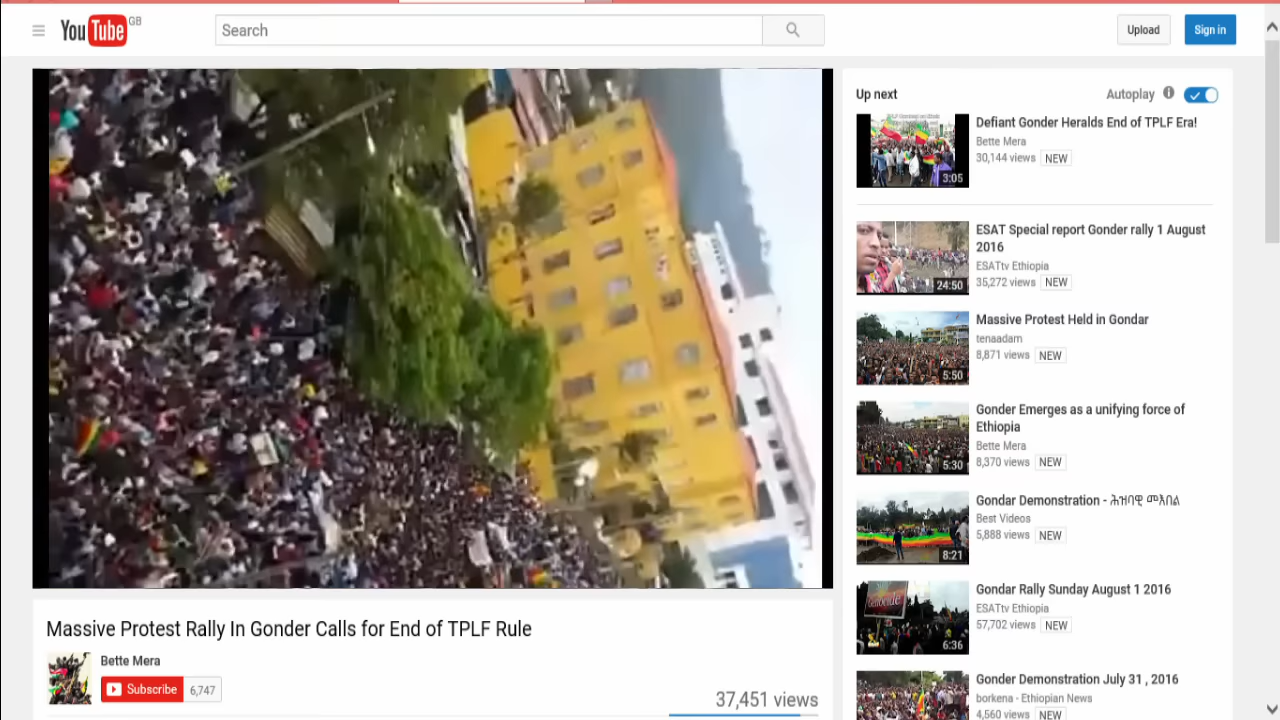 YouTube GB
Search
Upload
Sign in
Up next
Autoplay
Defiant Gonder Heralds End of TPLF Era!
Bette Mera
30,144 views NEW
3:05
ESAT Special report Gonder rally 1 August
2016
ESATtv Ethiopia
35,272 views NEW
24:50
Massive Protest Held in Gondar
tenaadam
8,871 views NEW
5:50
Gonder Emerges as a unifying force of
Ethiopia
Bette Mera
8,370 views NEW
5:30
Gondar Demonstration - ሕዝባዊ መእበል
Best Videos
5,888 views NEW
8:21
Gondar Rally Sunday August 1 2016
ESATtv Ethiopia
57,702 views NEW
6:36
Gonder Demonstration July 31 , 2016
borkena - Ethiopian News
4,560 views NEW
Massive Protest Rally In Gonder Calls for End of TPLF Rule
Bette Mera
Subscribe 6,747
37,451 views